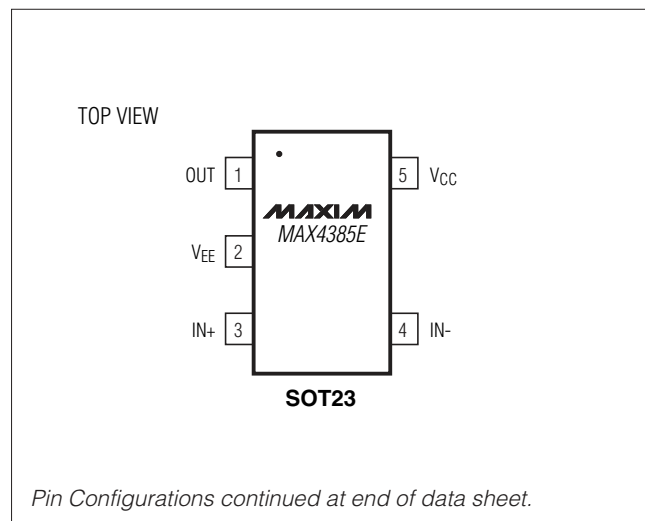 TOP VIEW
OUT 1
5 VCC
MAXIM
MAX4385E
VEE 2
IN+ 3
4 IN-
SOT23
Pin Configurations continued at end of data sheet.